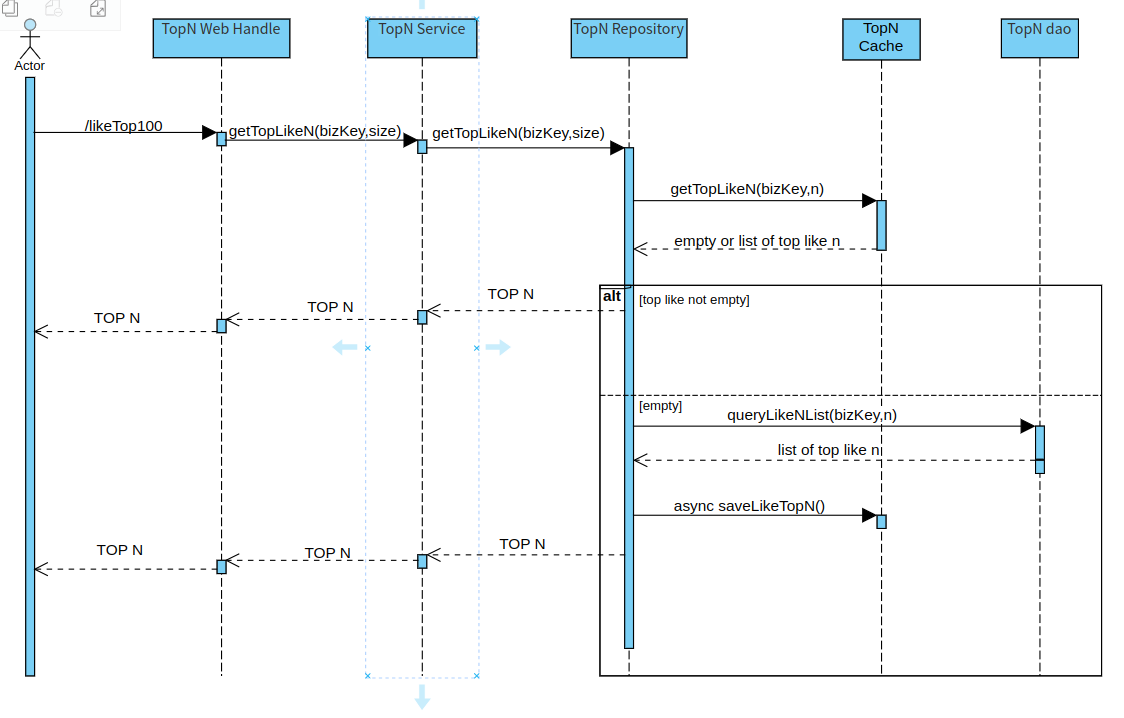 TopN Web Handle
TopN Service
TopN Repository
TopN
Cache
TopN dao
Actor
/likeTop100
getTopLikeN(bizKey,size)
getTopLikeN(bizKey,size)
getTopLikeN(bizKey,n)
empty or list of top like n
alt
[top like not empty]
TOP N
TOP N
TOP N
[empty]
queryLikeNList(bizKey,n)
list of top like n
async saveLikeTopN()
TOP N
TOP N
TOP N